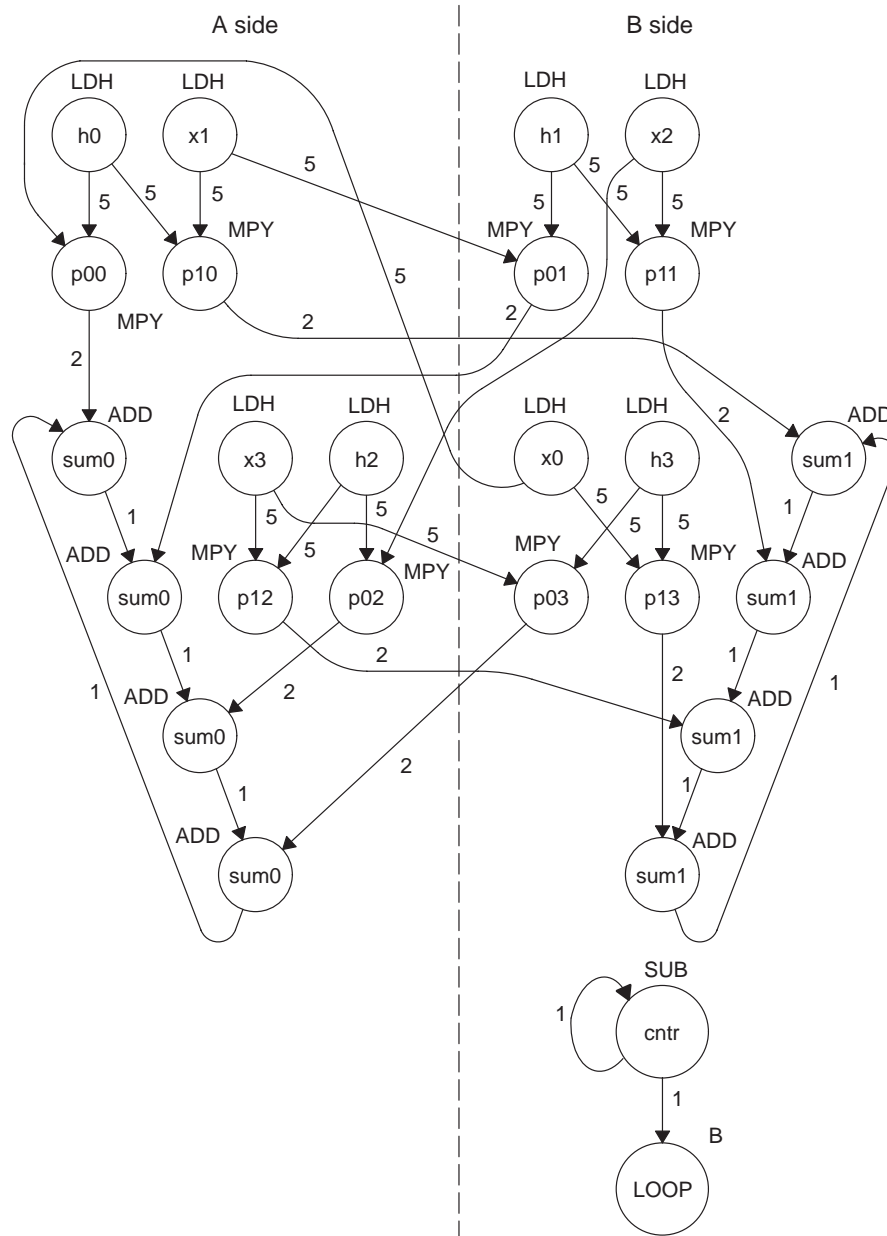 A side B side
LDH LDH LDH LDH
h0 x1 h1 x2
5 5 5 5 5 5 5 5 5
MPY MPY MPY
p00 p10 5 p01 p11
MPY 2 2
2
LDH LDH LDH LDH
ADD 2 ADD
sum0 x3 h2 x0 h3 sum1
1 5 5 5 5 5 5 5 1
ADD MPY MPY MPY MPY ADD
sum0 p12 p02 p03 p13 sum1
1 2 2 1
1 ADD 2 ADD 1
sum0 sum1
1 2 1
ADD ADD
sum0 sum1
SUB
1 cntr
1
B
LOOP